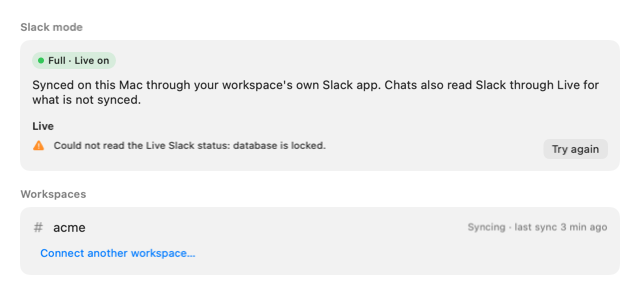 Slack mode
Full · Live on
Synced on this Mac through your workspace's own Slack app. Chats also read Slack through Live for
what is not synced.
Live
Could not read the Live Slack status: database is locked.
Try again
Workspaces
# acme
Syncing · last sync 3 min ago
Connect another workspace...